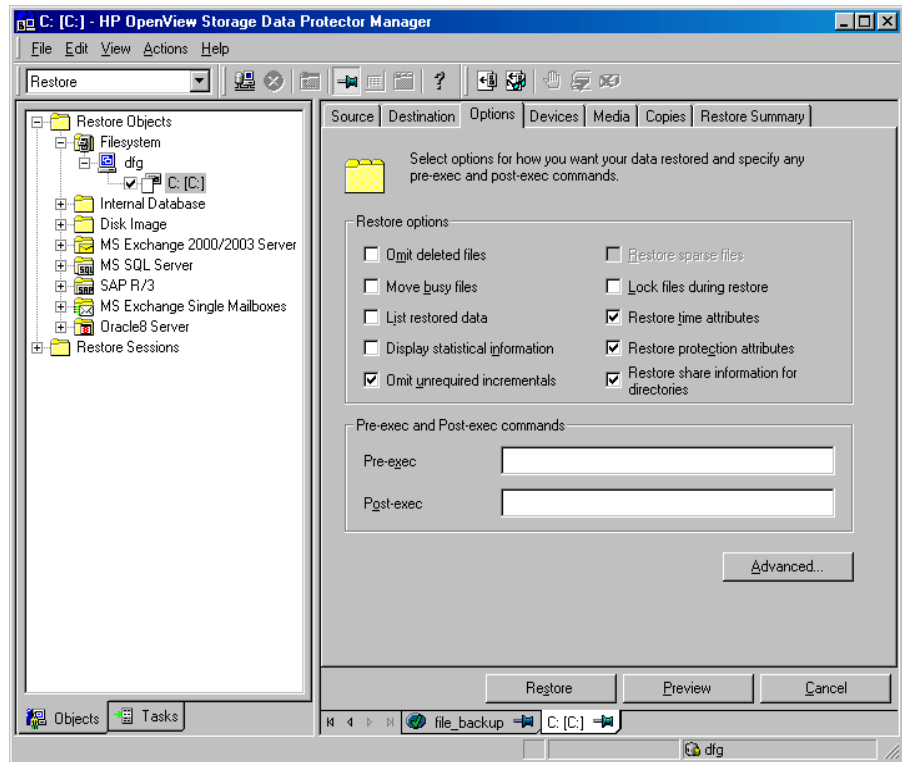 C: [C:] - HP OpenView Storage Data Protector Manager
File Edit View Actions Help
Restore
Restore Objects
Filesystem
dfg
C: [C:]
Internal Database
Disk Image
MS Exchange 2000/2003 Server
MS SQL Server
SAP R/3
MS Exchange Single Mailboxes
Oracle8 Server
Restore Sessions
Objects Tasks
Source Destination Options Devices Media Copies Restore Summary
Select options for how you want your data restored and specify any
pre-exec and post-exec commands.
Restore options
Omit deleted files
Restore sparse files
Move busy files
Lock files during restore
List restored data
Restore time attributes
Display statistical information
Restore protection attributes
Omit unrequired incrementals
Restore share information for
directories
Pre-exec and Post-exec commands
Pre-exec
Post-exec
Advanced...
Restore Preview Cancel
file_backup C: [C:]
dfg